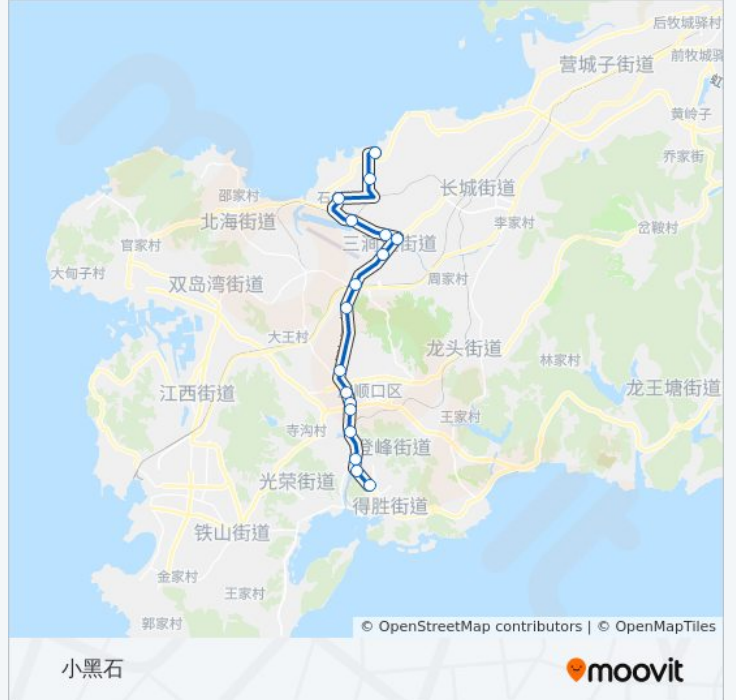 后牧城驿村
营城子街道
前牧城驿
虹
黄岭子
乔家街
邵家村
石
长城街道
北海街道
李家村
岔鞍村
官家村
三涧 街道
大甸子村
双岛湾街道
周家村
大王村
龙头街道
林家村
江西街道
顺口区
龙王塘街道
寺沟村
王家村
登峰街道
光荣街道
得胜街道
铁山街道
金家村
王家村
郭家村
© OpenStreetMap contributors | © OpenMapTiles
小黑石
moovit